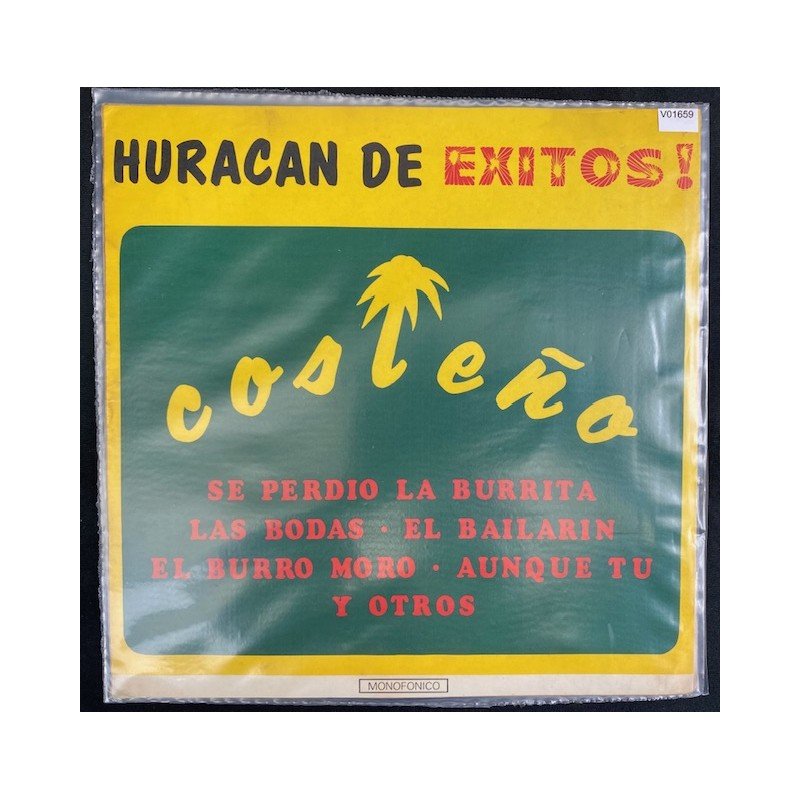 V01659
HURACAN DE EXITOS!
costeño
SE PERDIO LA BURRITA
LAS BODAS · EL BAILARIN
EL BURRO MORO · AUNQUE TU
Y OTROS
MONOFONICO